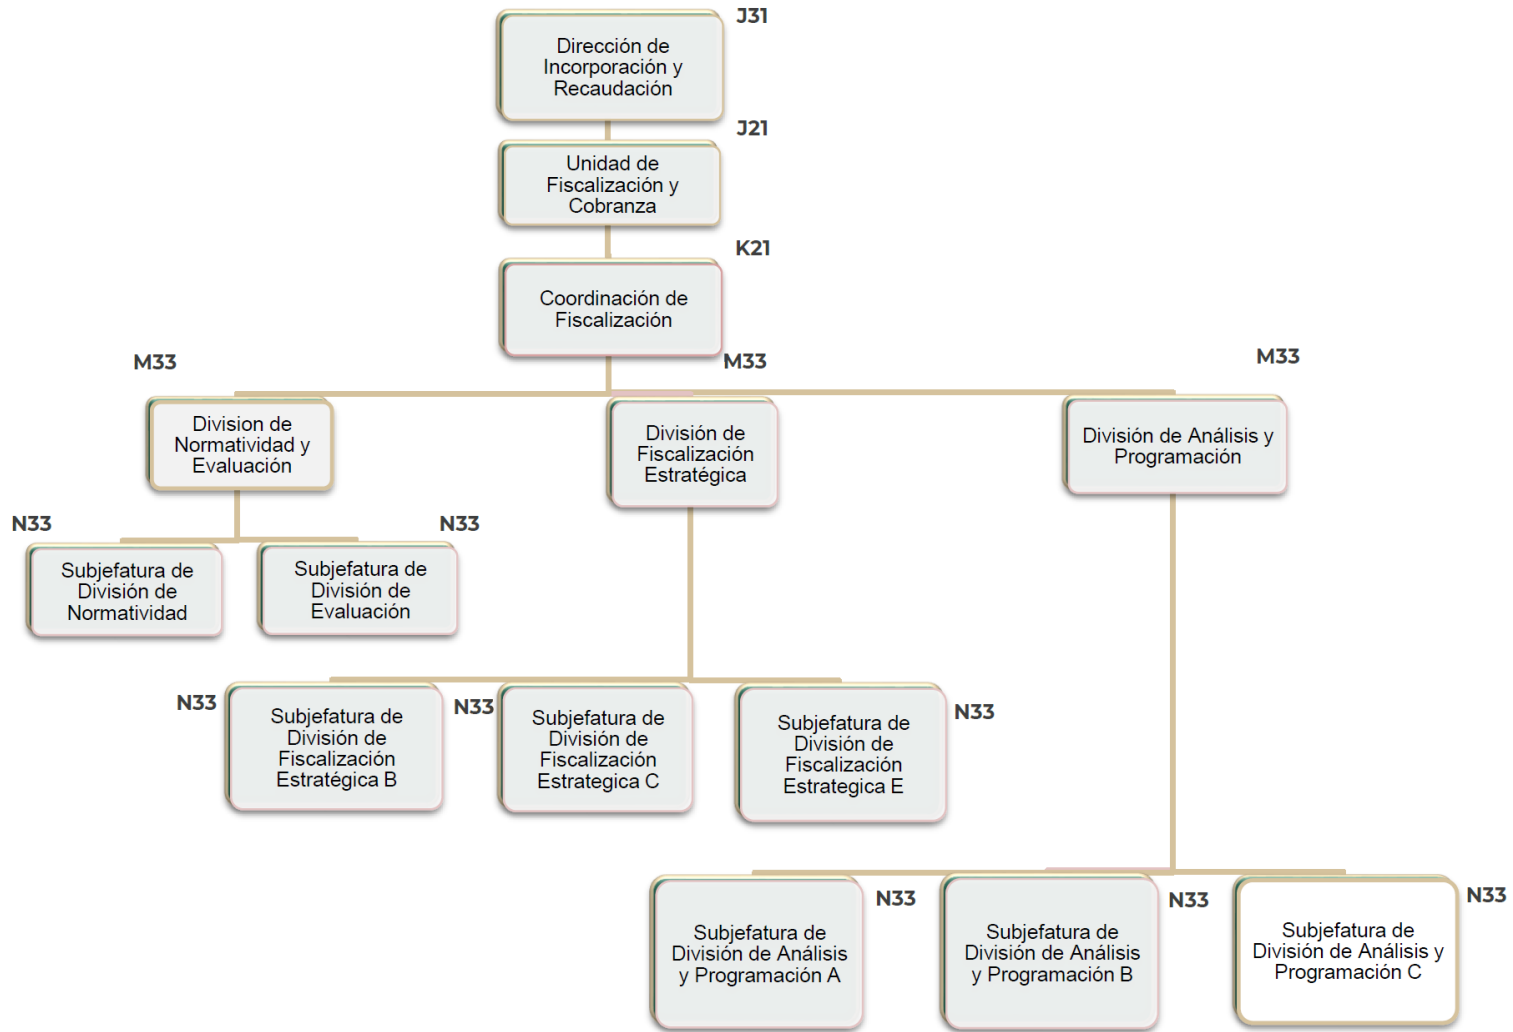 J31
Dirección de
Incorporación y
Recaudación
J21
Unidad de
Fiscalización y
Cobranza
K21
Coordinación de
Fiscalización
M33
M33
M33
Division de
Normatividad y
Evaluación
División de
Fiscalización
Estratégica
División de Análisis y
Programación
N33
N33
Subjefatura de
División de
Normatividad
Subjefatura de
División de
Evaluación
N33
Subjefatura de
División de
Fiscalización
Estratégica B
N33
Subjefatura de
División de
Fiscalización
Estrategica C
N33
Subjefatura de
División de
Fiscalización
Estrategica E
N33
Subjefatura de
División de Análisis
y Programación A
N33
Subjefatura de
División de Análisis
y Programación B
N33
Subjefatura de
División de Análisis y
Programación C